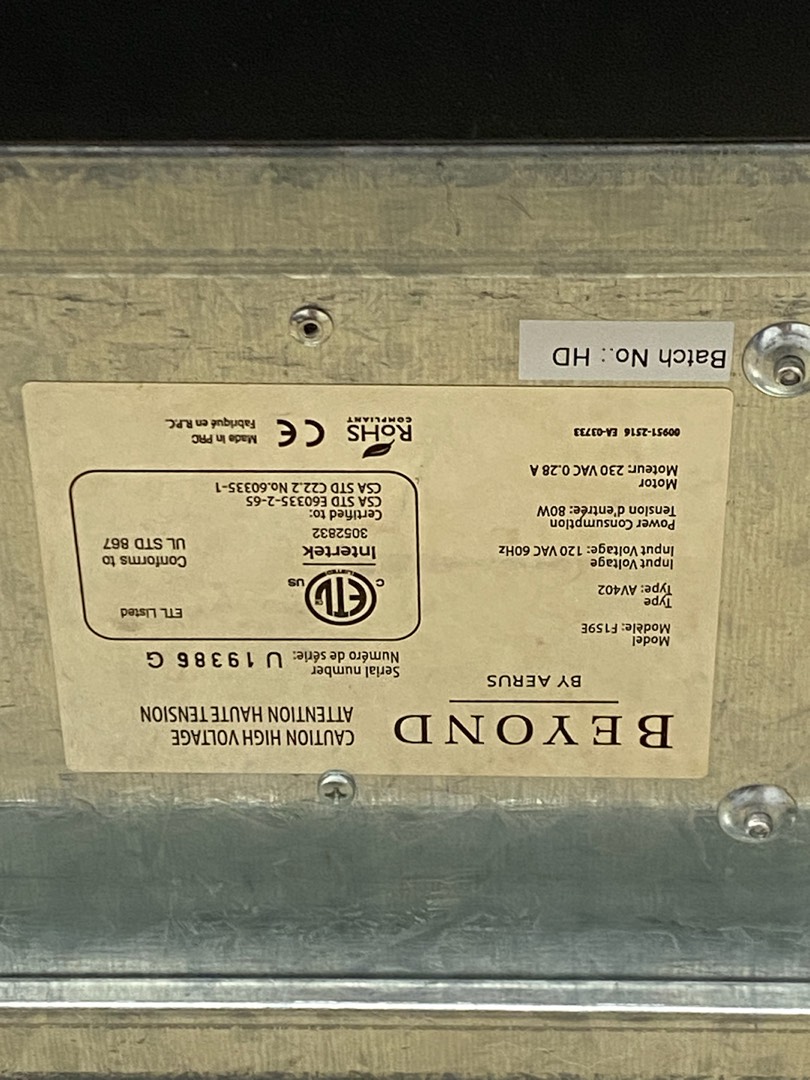 BEYOND
BY AERUS
CAUTION HIGH VOLTAGE
ATTENTION HAUTE TENSION
Serial number
Numéro de série: U 19386 G
Model
Modèle: F159E
Type
Type: AV402
Input Voltage
Input Voltage: 120 VAC 60Hz
Power Consumption
Tension d'entrée: 80W
Motor
Moteur: 230 VAC 0.28 A
00951-2516 EA-03733
ETL Listed
Conforms to
UL STD 867
C ETL US
LISTED
Intertek
3052832
Certified to:
CSA STD E60335-2-65
CSA STD C22.2 No.60335-1
RoHS
COMPLIANT
CE
Made in PRC
Fabriqué en R.P.C.
Batch No.: HD